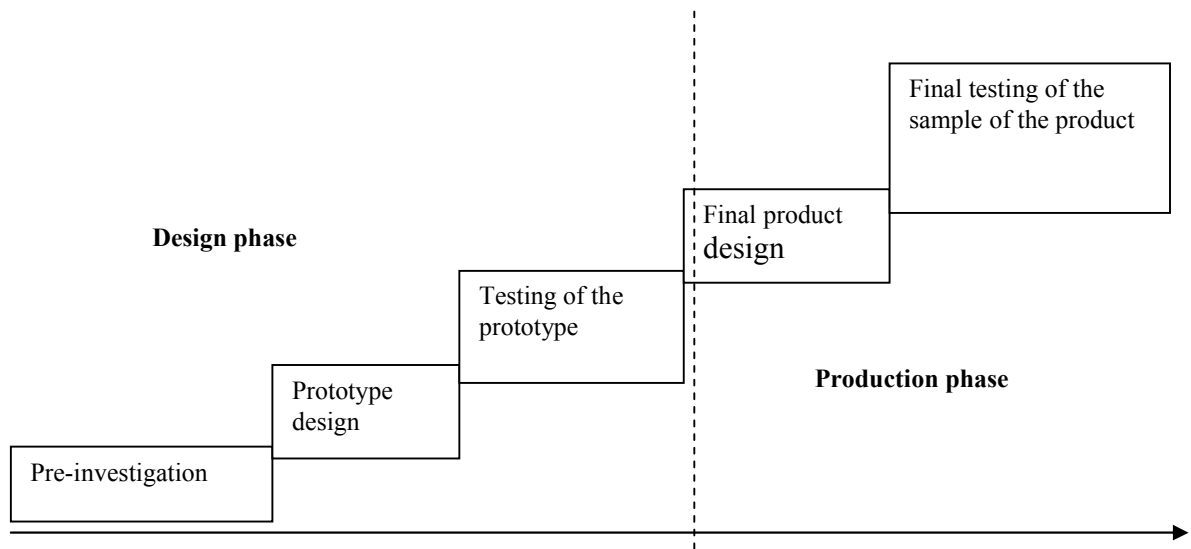 Final testing of the
sample of the product
Final product
design
Design phase
Testing of the
prototype
Production phase
Prototype
design
Pre-investigation